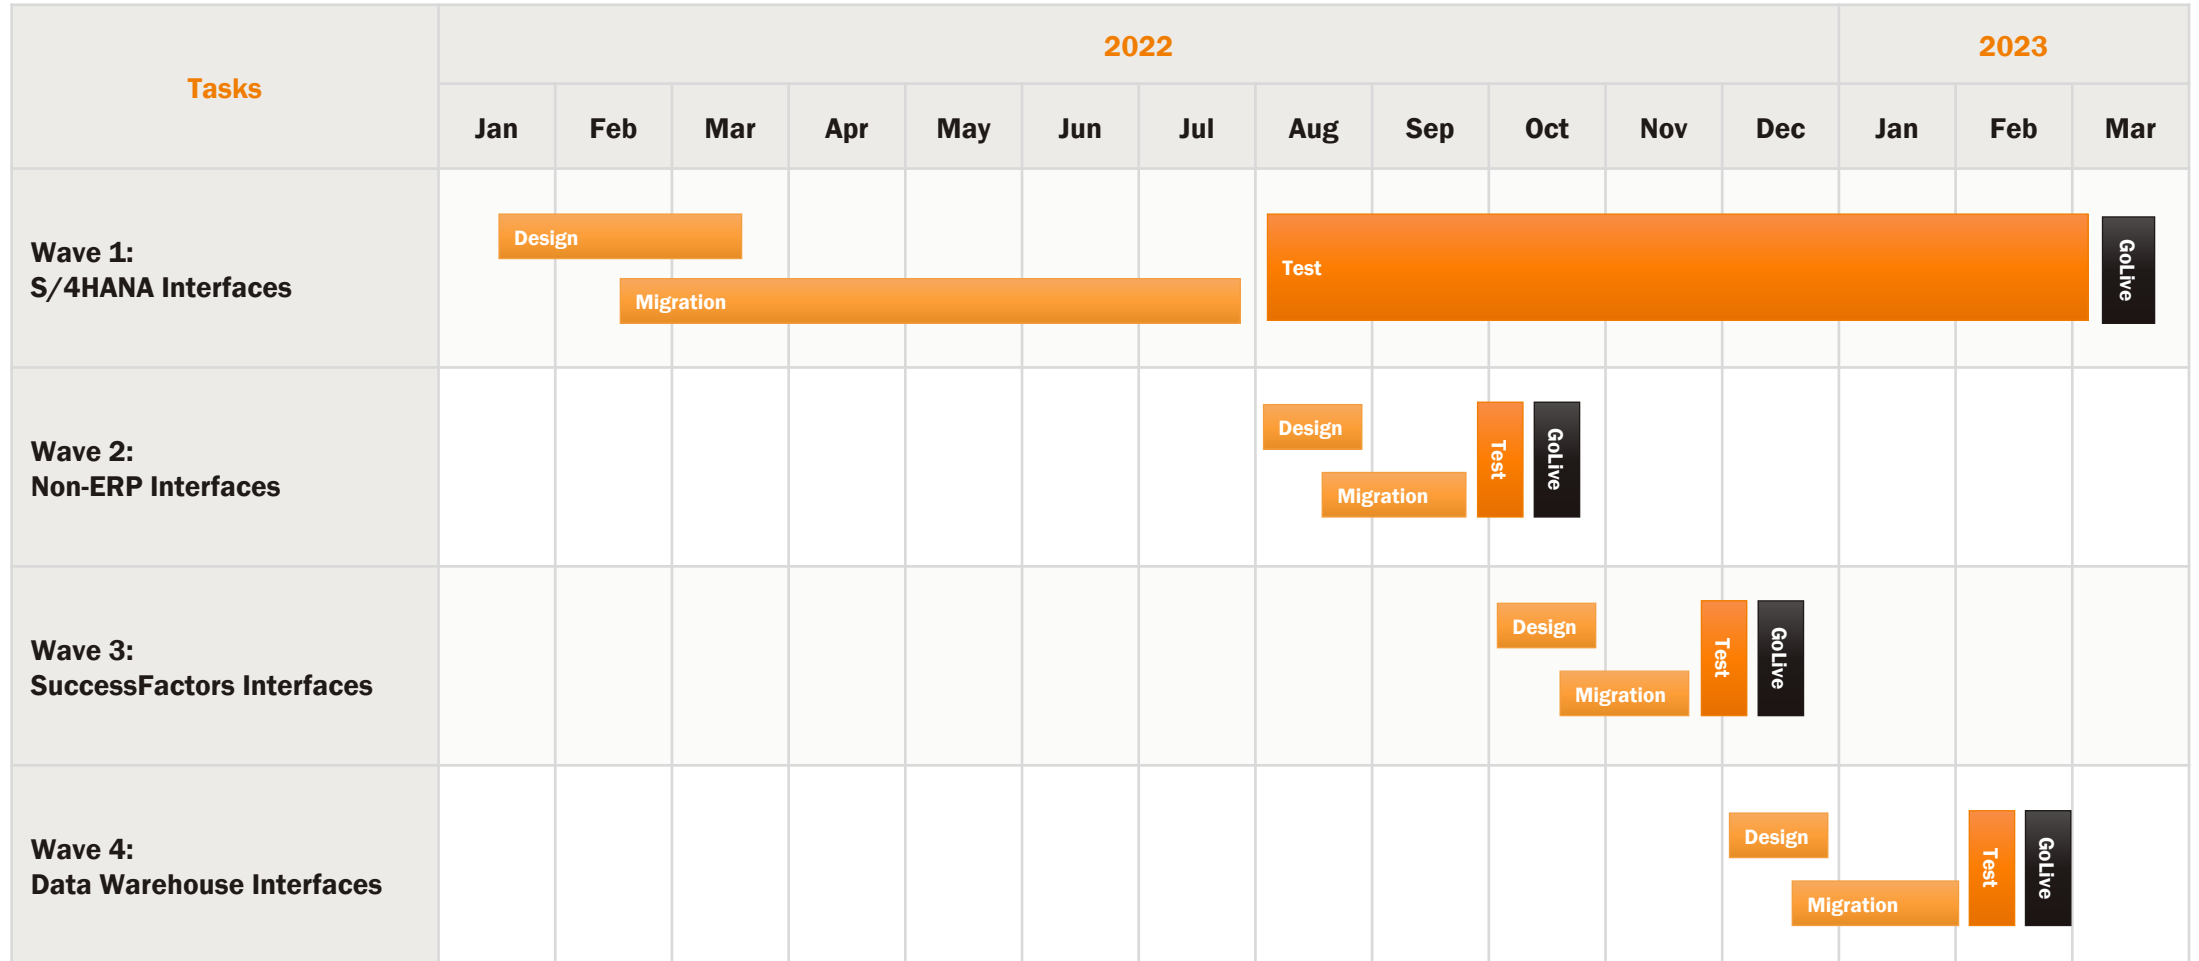 Tasks
2022
2023
Jan
Feb
Mar
Apr
May
Jun
Jul
Aug
Sep
Oct
Nov
Dec
Jan
Feb
Mar
Wave 1:
S/4HANA Interfaces
Design
Migration
Test
GoLive
Wave 2:
Non-ERP Interfaces
Design
Migration
Test
GoLive
Wave 3:
SuccessFactors Interfaces
Design
Migration
Test
GoLive
Wave 4:
Data Warehouse Interfaces
Design
Migration
Test
GoLive